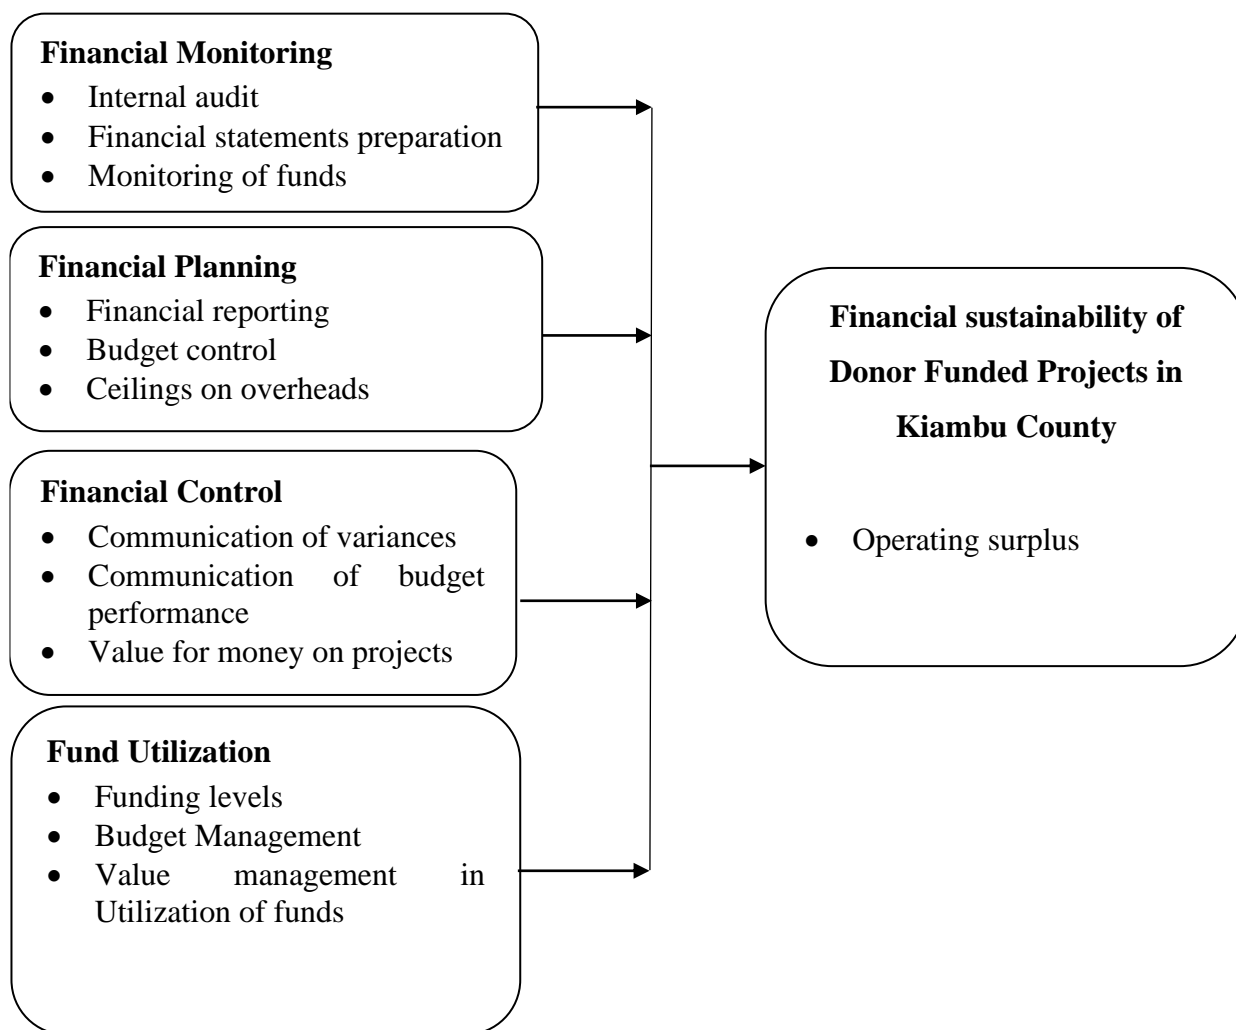 Financial Monitoring
• Internal audit
• Financial statements preparation
• Monitoring of funds
Financial Planning
• Financial reporting
• Budget control
• Ceilings on overheads
Financial Control
• Communication of variances
• Communication of budget
performance
• Value for money on projects
Fund Utilization
• Funding levels
• Budget Management
• Value management in
Utilization of funds
Financial sustainability of
Donor Funded Projects in
Kiambu County
• Operating surplus